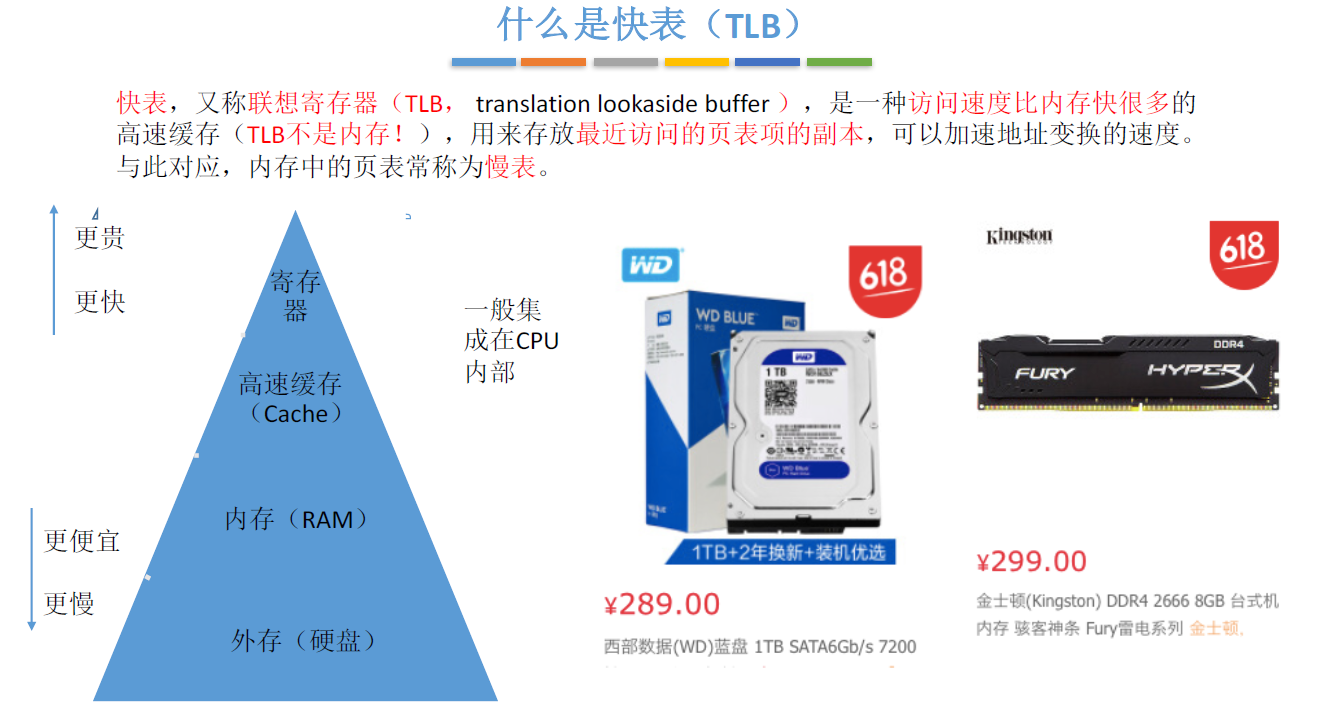 什么是快表（TLB）
快表，又称联想寄存器（TLB， translation lookaside buffer ），是一种访问速度比内存快很多的
高速缓存（TLB不是内存！），用来存放最近访问的页表项的副本，可以加速地址变换的速度。
与此对应，内存中的页表常称为慢表。
更贵
更快
寄存
器
高速缓存
（Cache）
内存（RAM）
外存（硬盘）
更便宜
更慢
一般集
成在CPU
内部
WD
618
WD BLUE
1 TB
WD Blue
1TB+2年换新+装机优选
¥289.00
西部数据(WD)蓝盘 1TB SATA6Gb/s 7200
Kingston
TECHNOLOGY
618
DDR4
FURY
HYPERX
¥299.00
金士顿(Kingston) DDR4 2666 8GB 台式机
内存 骇客神条 Fury雷电系列 金士顿,